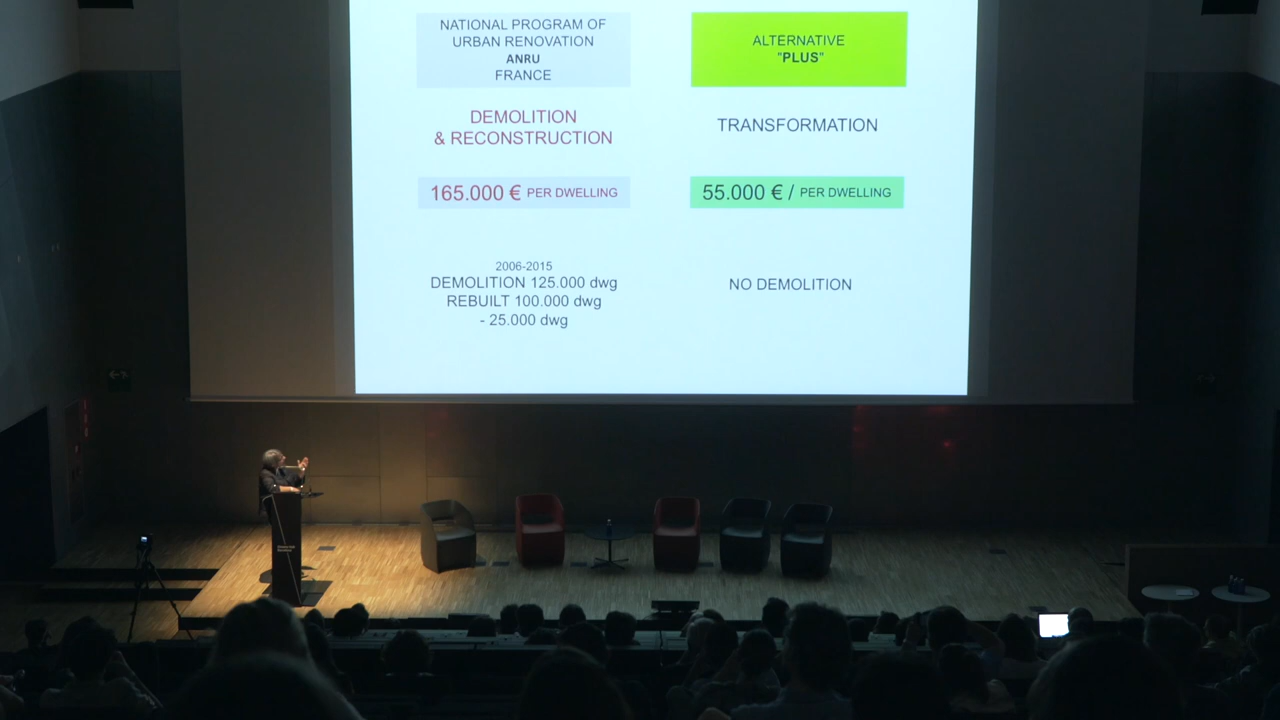 NATIONAL PROGRAM OF
URBAN RENOVATION
ANRU
FRANCE
DEMOLITION
& RECONSTRUCTION
165.000 € PER DWELLING
2006-2015
DEMOLITION 125.000 dwg
REBUILT 100.000 dwg
- 25.000 dwg
ALTERNATIVE
"PLUS"
TRANSFORMATION
55.000 € / PER DWELLING
NO DEMOLITION